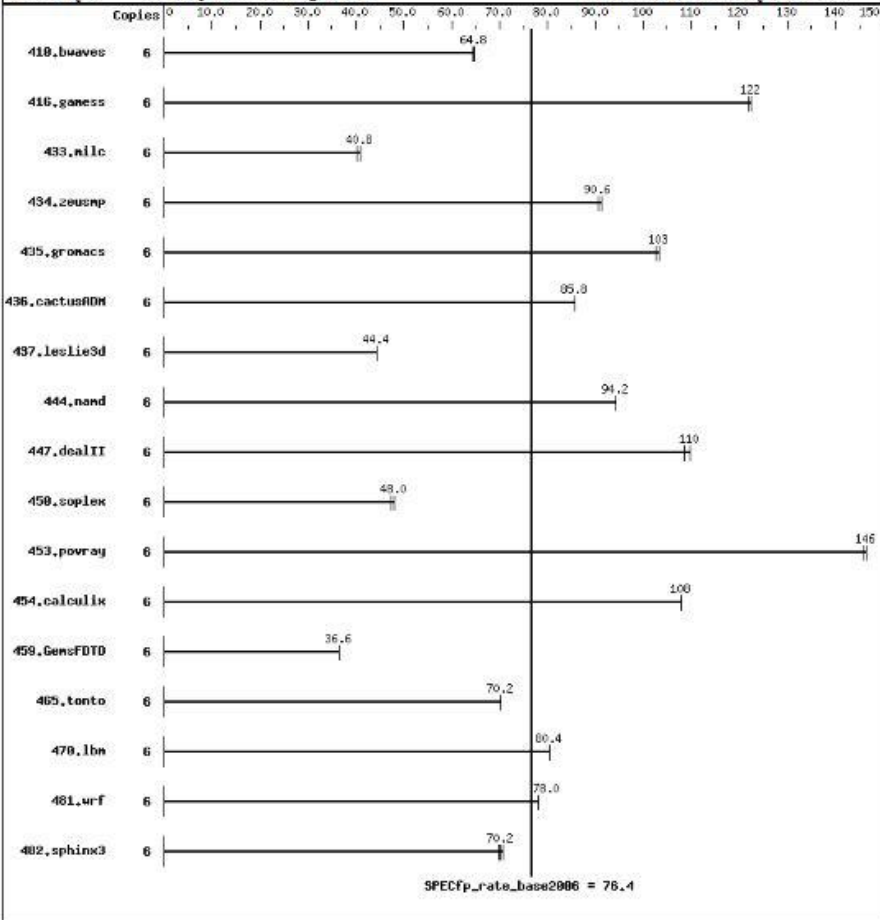 Copies 0 10.0 20.0 30.0 40.0 50.0 60.0 70.0 80.0 90.0 100 110 120 130 140 150
410.bwaves 6 64.8
416.gamess 6 122
433.milc 6 40.8
434.zeusmp 6 90.6
435.gromacs 6 103
436.cactusADM 6 85.8
437.leslie3d 6 44.4
444.namd 6 94.2
447.dealII 6 110
450.soplex 6 48.0
453.povray 6 146
454.calculix 6 108
459.GemsFDTD 6 36.6
465.tonto 6 70.2
470.lbm 6 80.4
481.wrf 6 78.0
482.sphinx3 6 70.2
SPECfp_rate_base2006 = 76.4